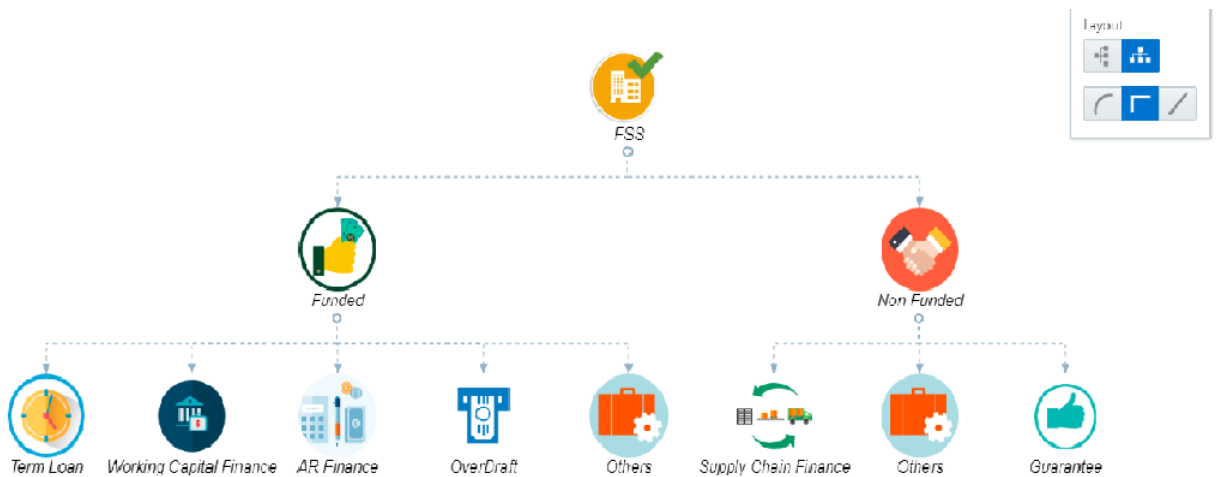 Layout
FSS
Funded
Non Funded
Term Loan
Working Capital Finance
AR Finance
OverDraft
Others
Supply Chain Finance
Others
Guarantee